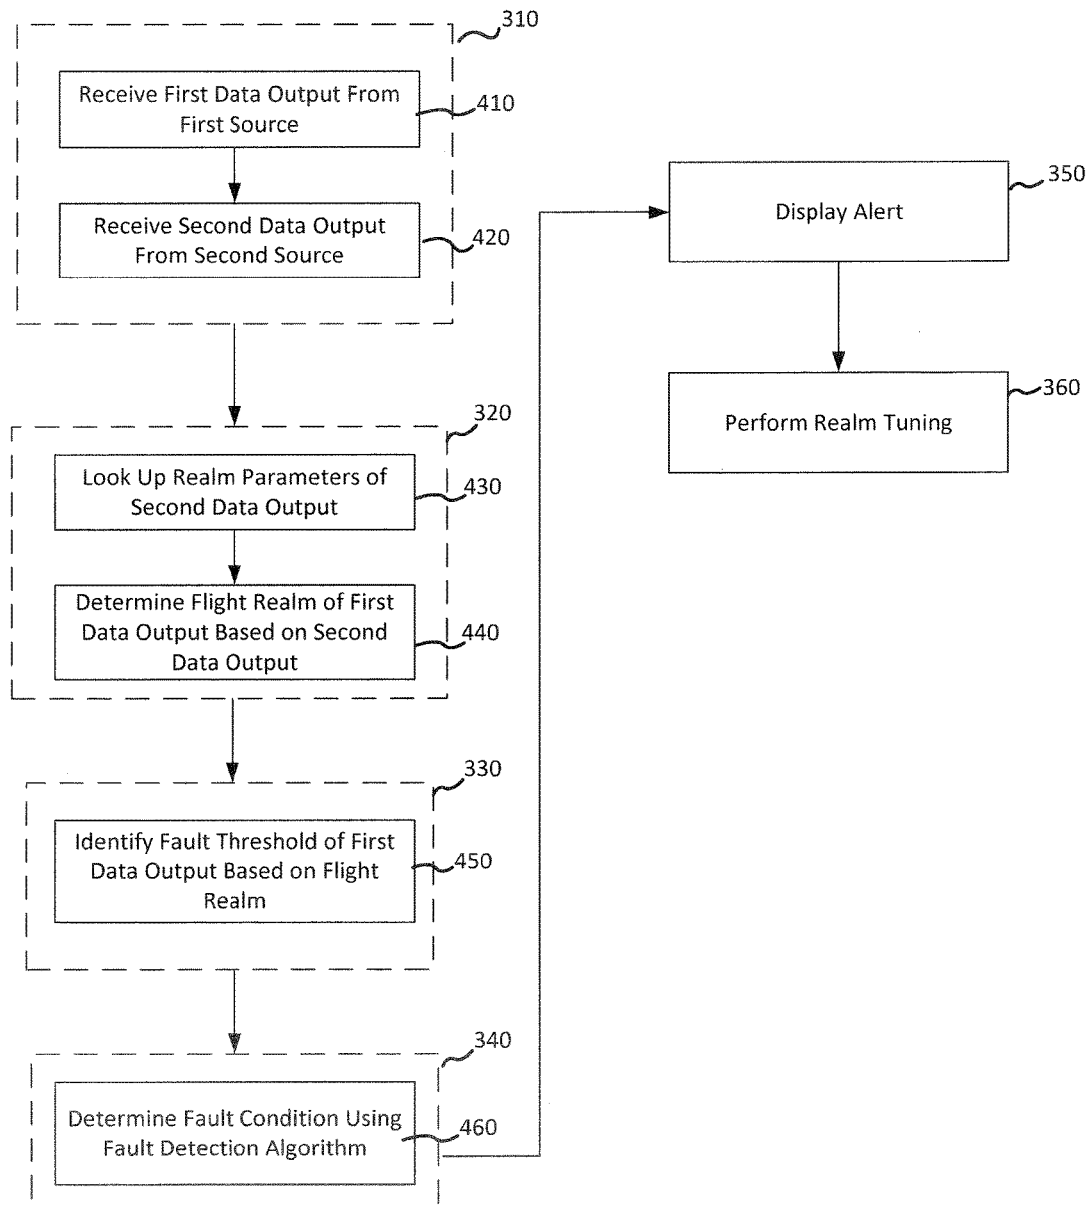 310
Receive First Data Output From
First Source
410
Receive Second Data Output
From Second Source
420
320
Look Up Realm Parameters of
Second Data Output
430
Determine Flight Realm of First
Data Output Based on Second
Data Output
440
330
Identify Fault Threshold of First
Data Output Based on Flight
Realm
450
340
Determine Fault Condition Using
Fault Detection Algorithm
460
Display Alert
350
Perform Realm Tuning
360